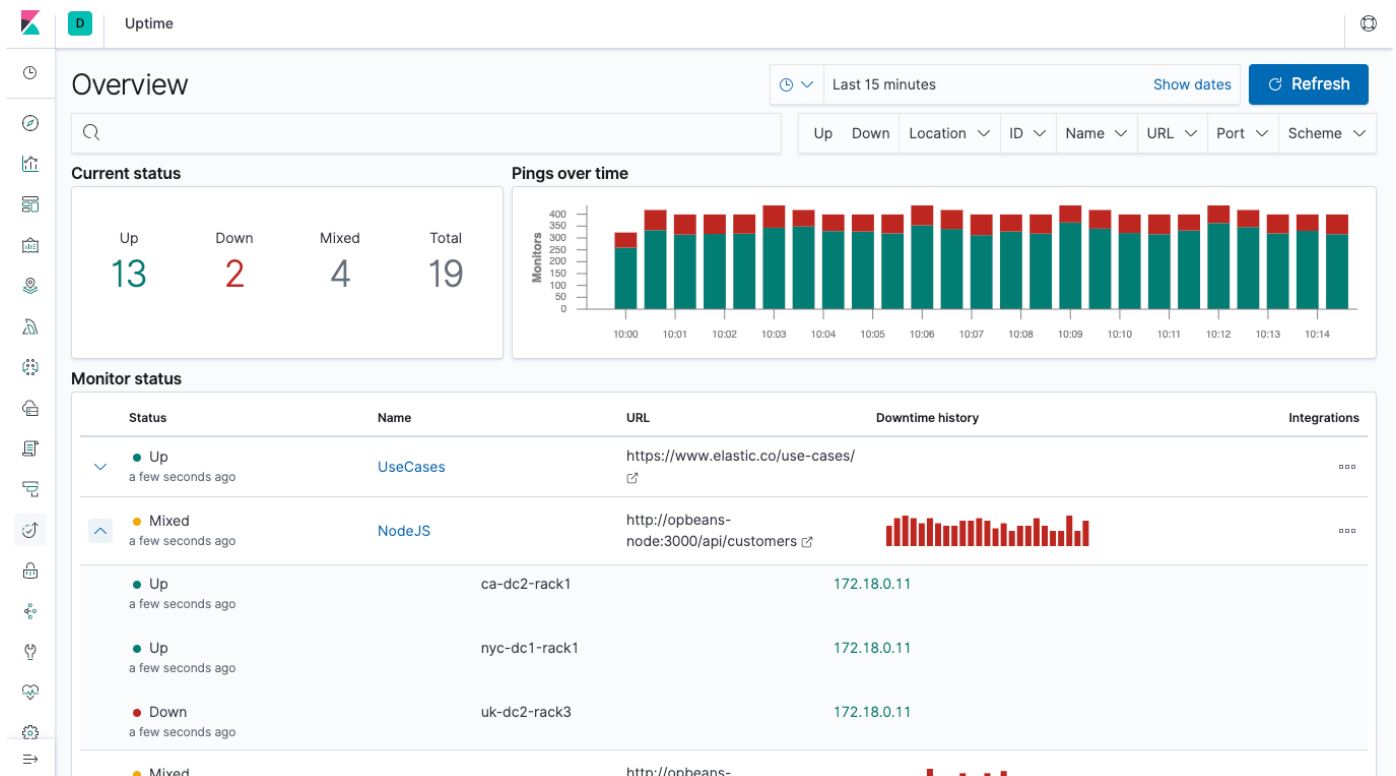 D
Uptime
Overview
Last 15 minutes
Show dates
Refresh
Up
Down
Location
ID
Name
URL
Port
Scheme
Current status
Up
13
Down
2
Mixed
4
Total
19
Pings over time
Monitors
400
350
300
250
200
150
100
50
0
10:00
10:01
10:02
10:03
10:04
10:05
10:06
10:07
10:08
10:09
10:10
10:11
10:12
10:13
10:14
Monitor status
Status
Name
URL
Downtime history
Integrations
Up
a few seconds ago
UseCases
https://www.elastic.co/use-cases/
Mixed
a few seconds ago
NodeJS
http://opbeans-
node:3000/api/customers
Up
a few seconds ago
ca-dc2-rack1
172.18.0.11
Up
a few seconds ago
nyc-dc1-rack1
172.18.0.11
Down
a few seconds ago
uk-dc2-rack3
172.18.0.11
Mixed
http://opbeans-